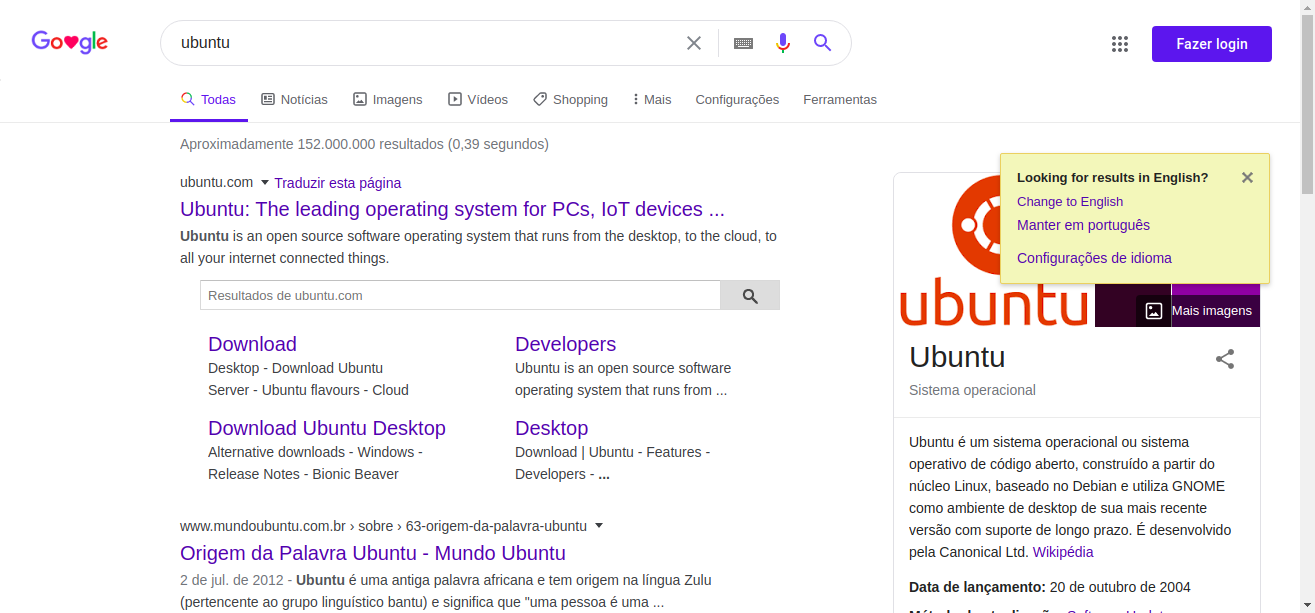 Google
ubuntu
Fazer login
Todas Notícias Imagens Vídeos Shopping Mais Configurações Ferramentas
Aproximadamente 152.000.000 resultados (0,39 segundos)
ubuntu.com Traduzir esta página
Ubuntu: The leading operating system for PCs, IoT devices ...
Ubuntu is an open source software operating system that runs from the desktop, to the cloud, to
all your internet connected things.
Resultados de ubuntu.com
Download
Desktop - Download Ubuntu
Server - Ubuntu flavours - Cloud
Developers
Ubuntu is an open source software
operating system that runs from ...
Download Ubuntu Desktop
Alternative downloads - Windows -
Release Notes - Bionic Beaver
Desktop
Download | Ubuntu - Features -
Developers - ...
www.mundoubuntu.com.br › sobre › 63-origem-da-palavra-ubuntu
Origem da Palavra Ubuntu - Mundo Ubuntu
2 de jul. de 2012 - Ubuntu é uma antiga palavra africana e tem origem na língua Zulu
(pertencente ao grupo linguístico bantu) e significa que "uma pessoa é uma ...
Looking for results in English?
Change to English
Manter em português
Configurações de idioma
ubuntu
Mais imagens
Ubuntu
Sistema operacional
Ubuntu é um sistema operacional ou sistema
operativo de código aberto, construído a partir do
núcleo Linux, baseado no Debian e utiliza GNOME
como ambiente de desktop de sua mais recente
versão com suporte de longo prazo. É desenvolvido
pela Canonical Ltd. Wikipédia
Data de lançamento: 20 de outubro de 2004